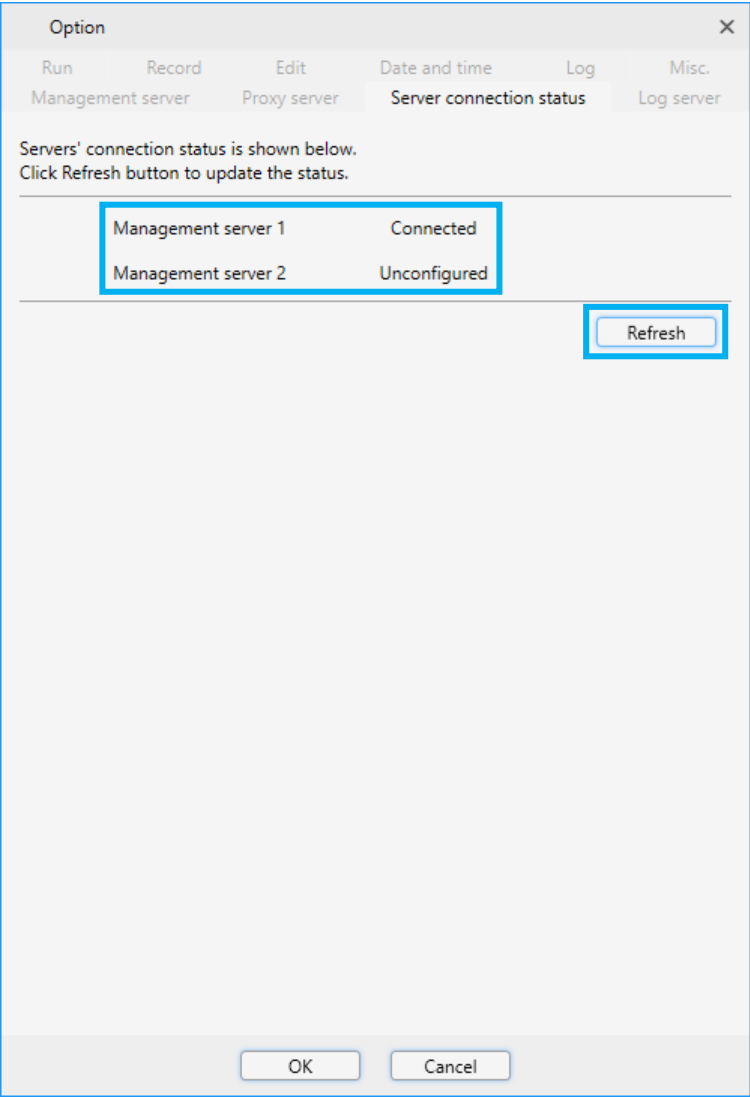 Option
Run Record Edit Date and time Log Misc.
Management server Proxy server Server connection status Log server
Servers' connection status is shown below.
Click Refresh button to update the status.
Management server 1 Connected
Management server 2 Unconfigured
Refresh
OK Cancel